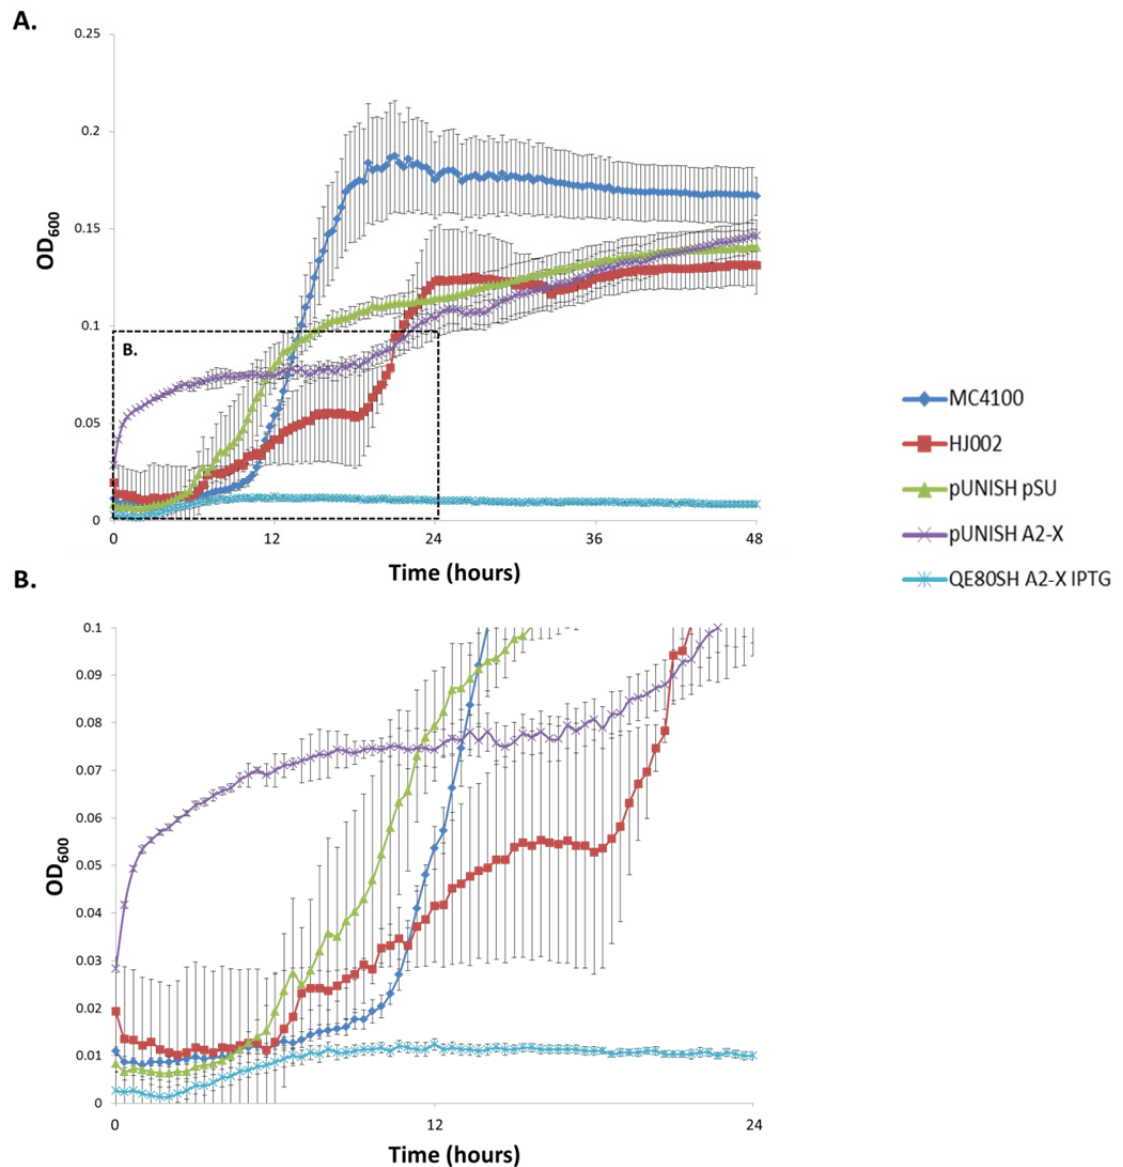 A.
0.25
0.2
0.15
0.1
0.05
0
OD600
B.
0 12 24 36 48
Time (hours)
MC4100
HJ002
pUNISH pSU
pUNISH A2-X
QE80SH A2-X IPTG
B.
0.1
0.09
0.08
0.07
0.06
0.05
0.04
0.03
0.02
0.01
0
OD600
0 12 24
Time (hours)